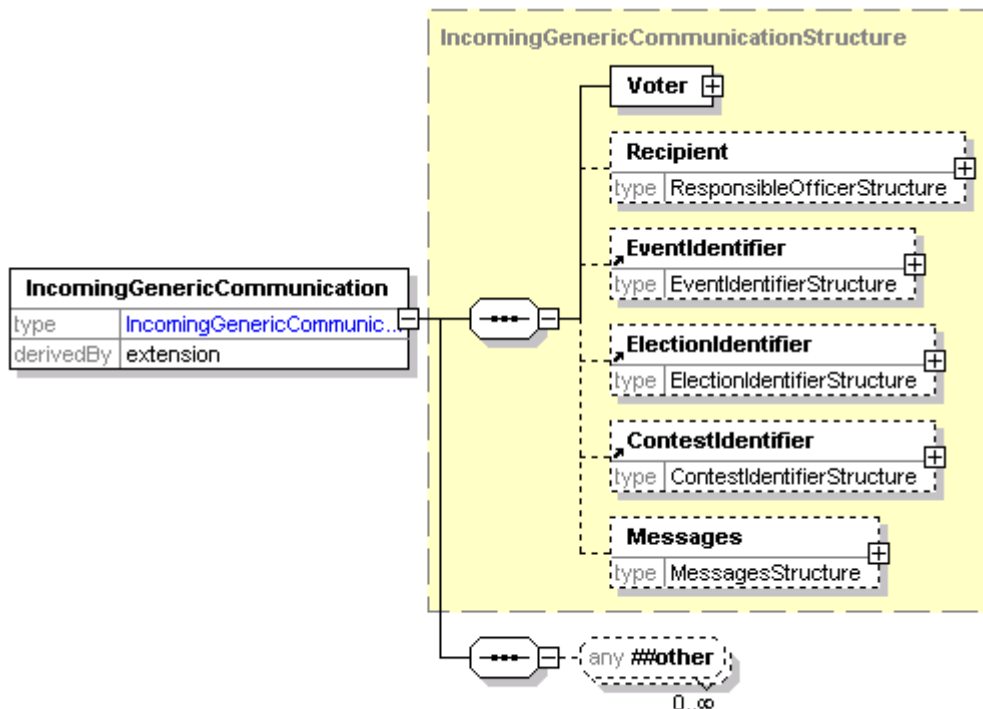 IncomingGenericCommunicationStructure
Voter
Recipient
type ResponsibleOfficerStructure
EventIdentifier
type EventIdentifierStructure
IncomingGenericCommunication
type IncomingGenericCommunic...
derivedBy extension
ElectionIdentifier
type ElectionIdentifierStructure
ContestIdentifier
type ContestIdentifierStructure
Messages
type MessagesStructure
any ##other
0..∞